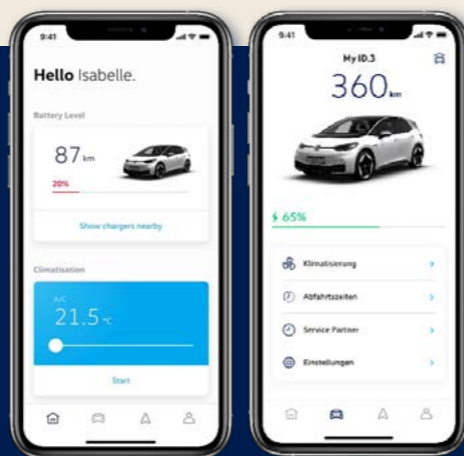 9:41
Hello Isabelle.
Battery Level
87 km
20%
Show chargers nearby
Climatisation
A/C
21.5 °C
Start
9:41
My ID.3
360 km
65%
Klimatisierung
Abfahrtszeiten
Service Partner
Einstellungen